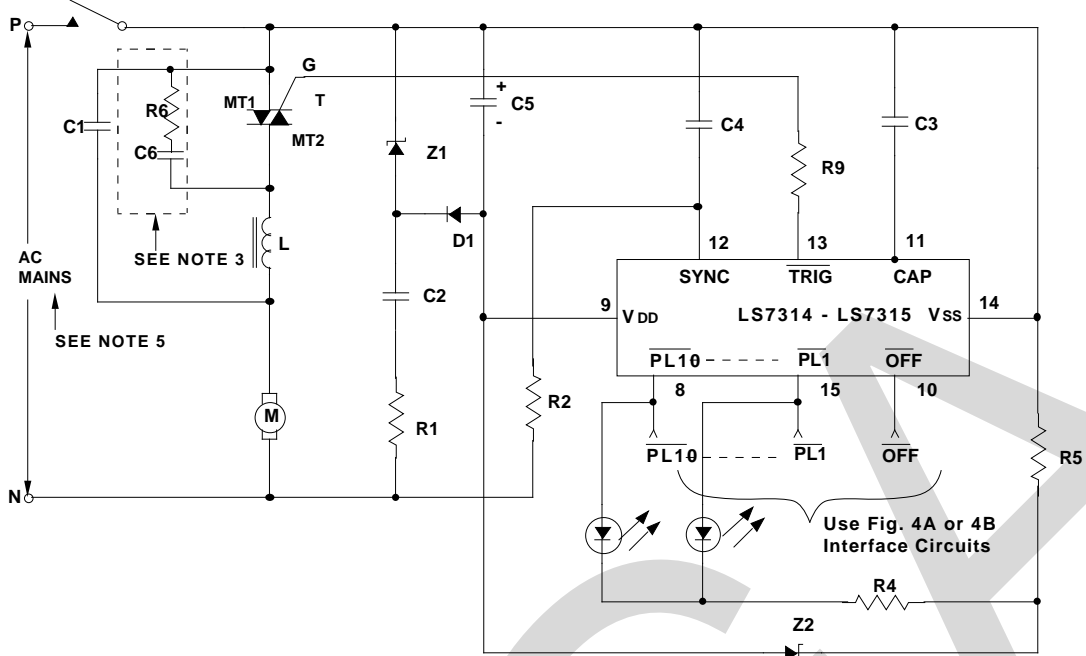 P
G
+
MT1
T
C5
R6
-
C4
C3
C1
MT2
C6
Z1
R9
L
D1
12
13
11
AC
MAINS
SEE NOTE 3
SYNC
TRIG
CAP
C2
9
VDD
LS7314 - LS7315
VSS
14
SEE NOTE 5
PL10
PL1
OFF
8
15
10
M
R1
R2
PL10
PL1
OFF
R5
N
Use Fig. 4A or 4B
Interface Circuits
R4
Z2